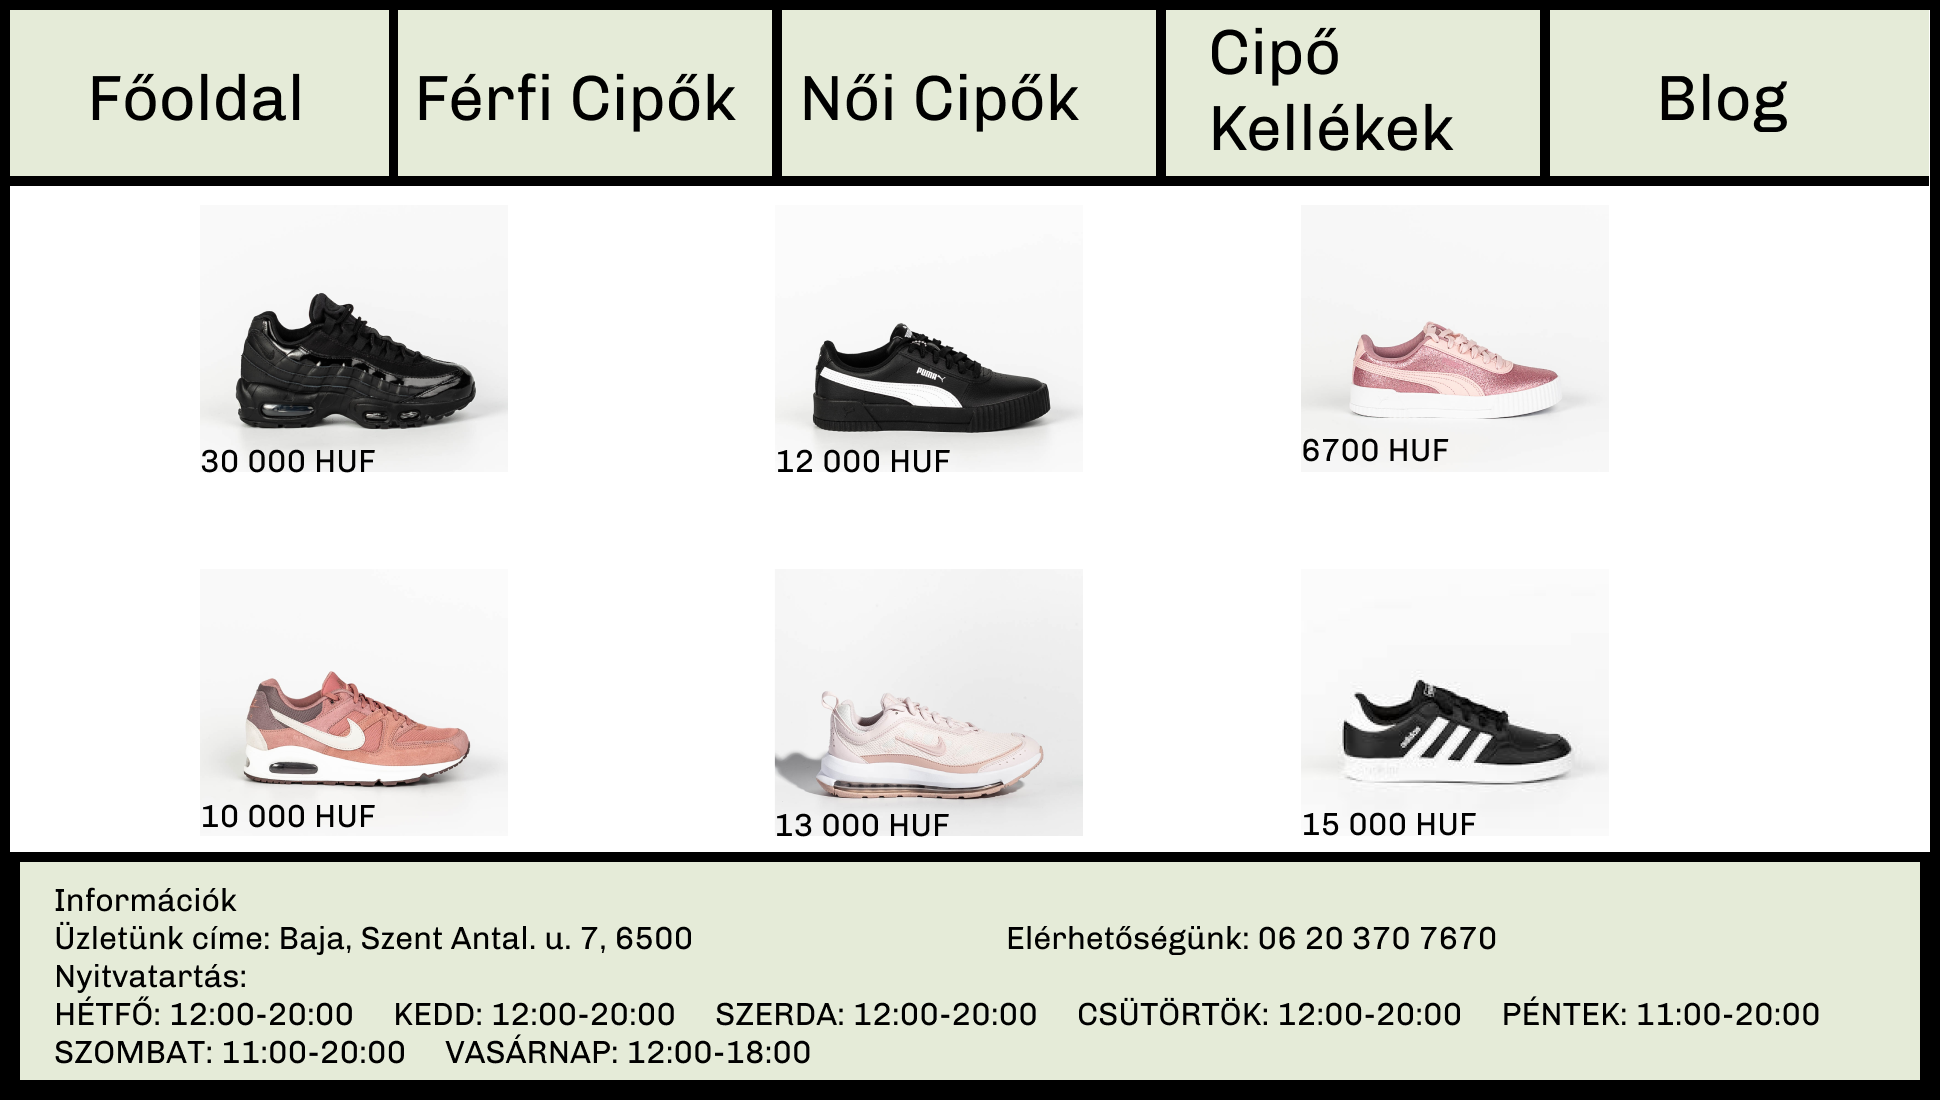 Főoldal
Férfi Cipők
Női Cipők
Cipő
Kellékek
Blog
PUMA
30 000 HUF
12 000 HUF
6700 HUF
adidas
10 000 HUF
13 000 HUF
15 000 HUF
Információk
Üzletünk címe: Baja, Szent Antal. u. 7, 6500
Elérhetőségünk: 06 20 370 7670
Nyitvatartás:
HÉTFŐ: 12:00-20:00 KEDD: 12:00-20:00 SZERDA: 12:00-20:00 CSÜTÖRTÖK: 12:00-20:00 PÉNTEK: 11:00-20:00
SZOMBAT: 11:00-20:00 VASÁRNAP: 12:00-18:00